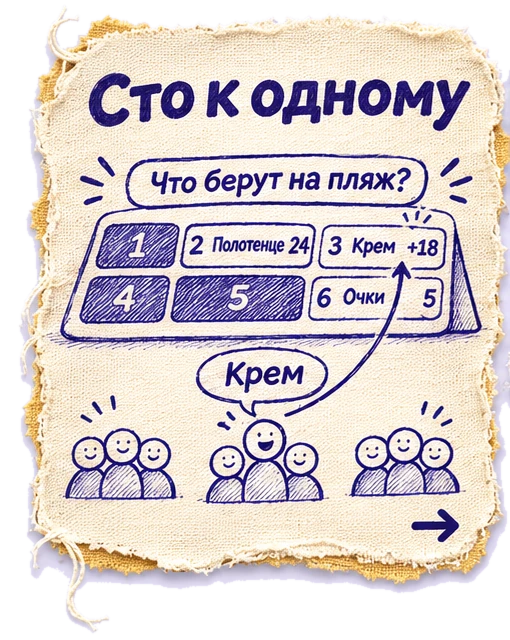 Сто к одному
Что берут на пляж?
1 2 Полотенце 24 3 Крем +18
4 5 6 Очки 5
Крем